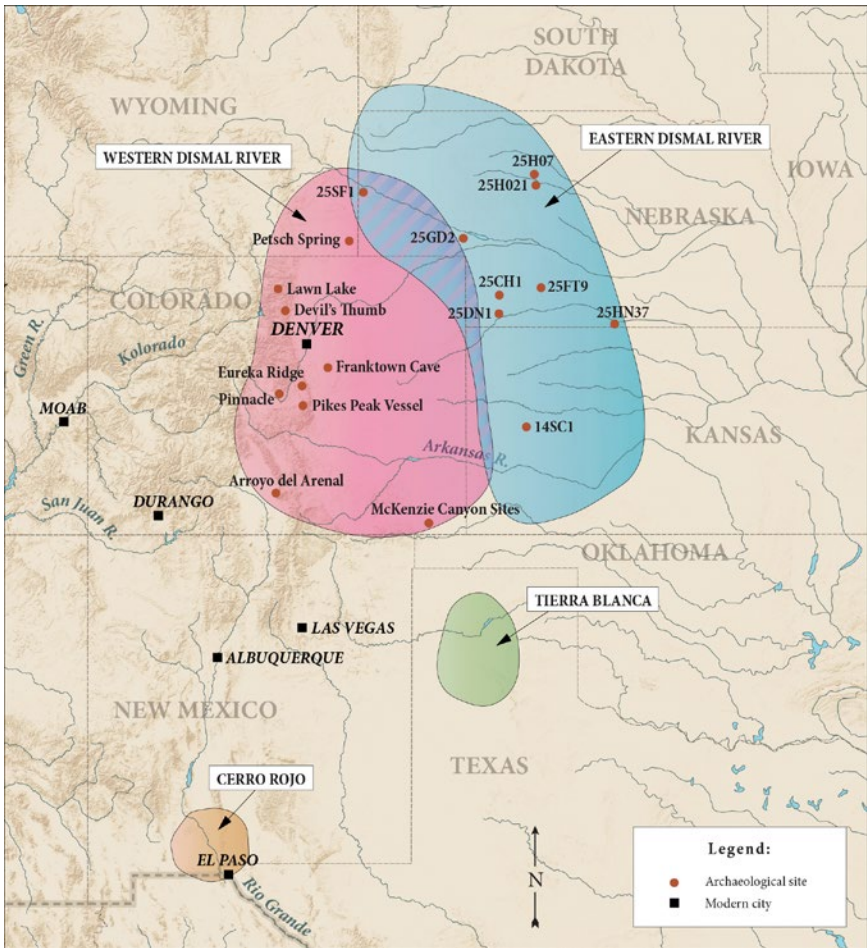 SOUTH
DAKOTA
WYOMING
WESTERN DISMAL RIVER
EASTERN DISMAL RIVER
IOWA
25H07
25H021
25SF1
NEBRASKA
Petsch Spring
25GD2
Lawn Lake
25CH1
25FT9
COLORADO
Devil's Thumb
25DN1
25HN37
DENVER
Green R.
Kolorado
Eureka Ridge
Franktown Cave
Pinnacle
Pikes Peak Vessel
MOAB
14SC1
KANSAS
Arkansas R.
Arroyo del Arenal
San Juan R.
DURANGO
McKenzie Canyon Sites
OKLAHOMA
TIERRA BLANCA
LAS VEGAS
ALBUQUERQUE
NEW MEXICO
TEXAS
CERRO ROJO
EL PASO
Rio Grande
N
Legend:
Archaeological site
Modern city